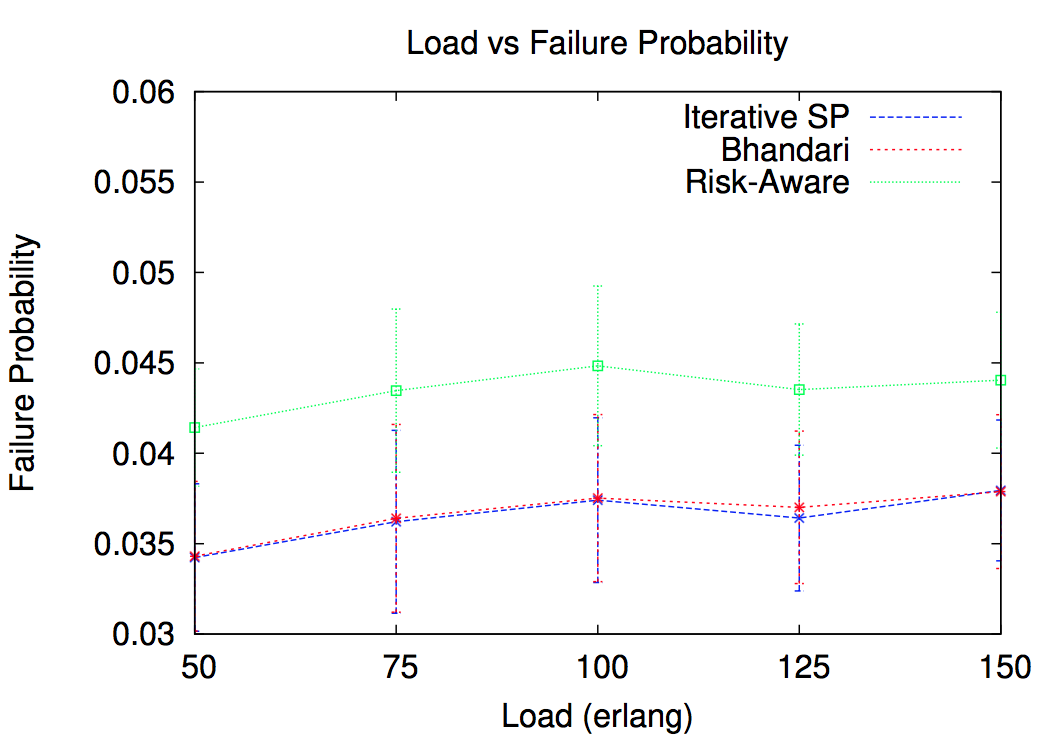 Load vs Failure Probability
0.06
0.055
0.05
0.045
0.04
0.035
0.03
Failure Probability
Iterative SP
Bhandari
Risk-Aware
50 75 100 125 150
Load (erlang)